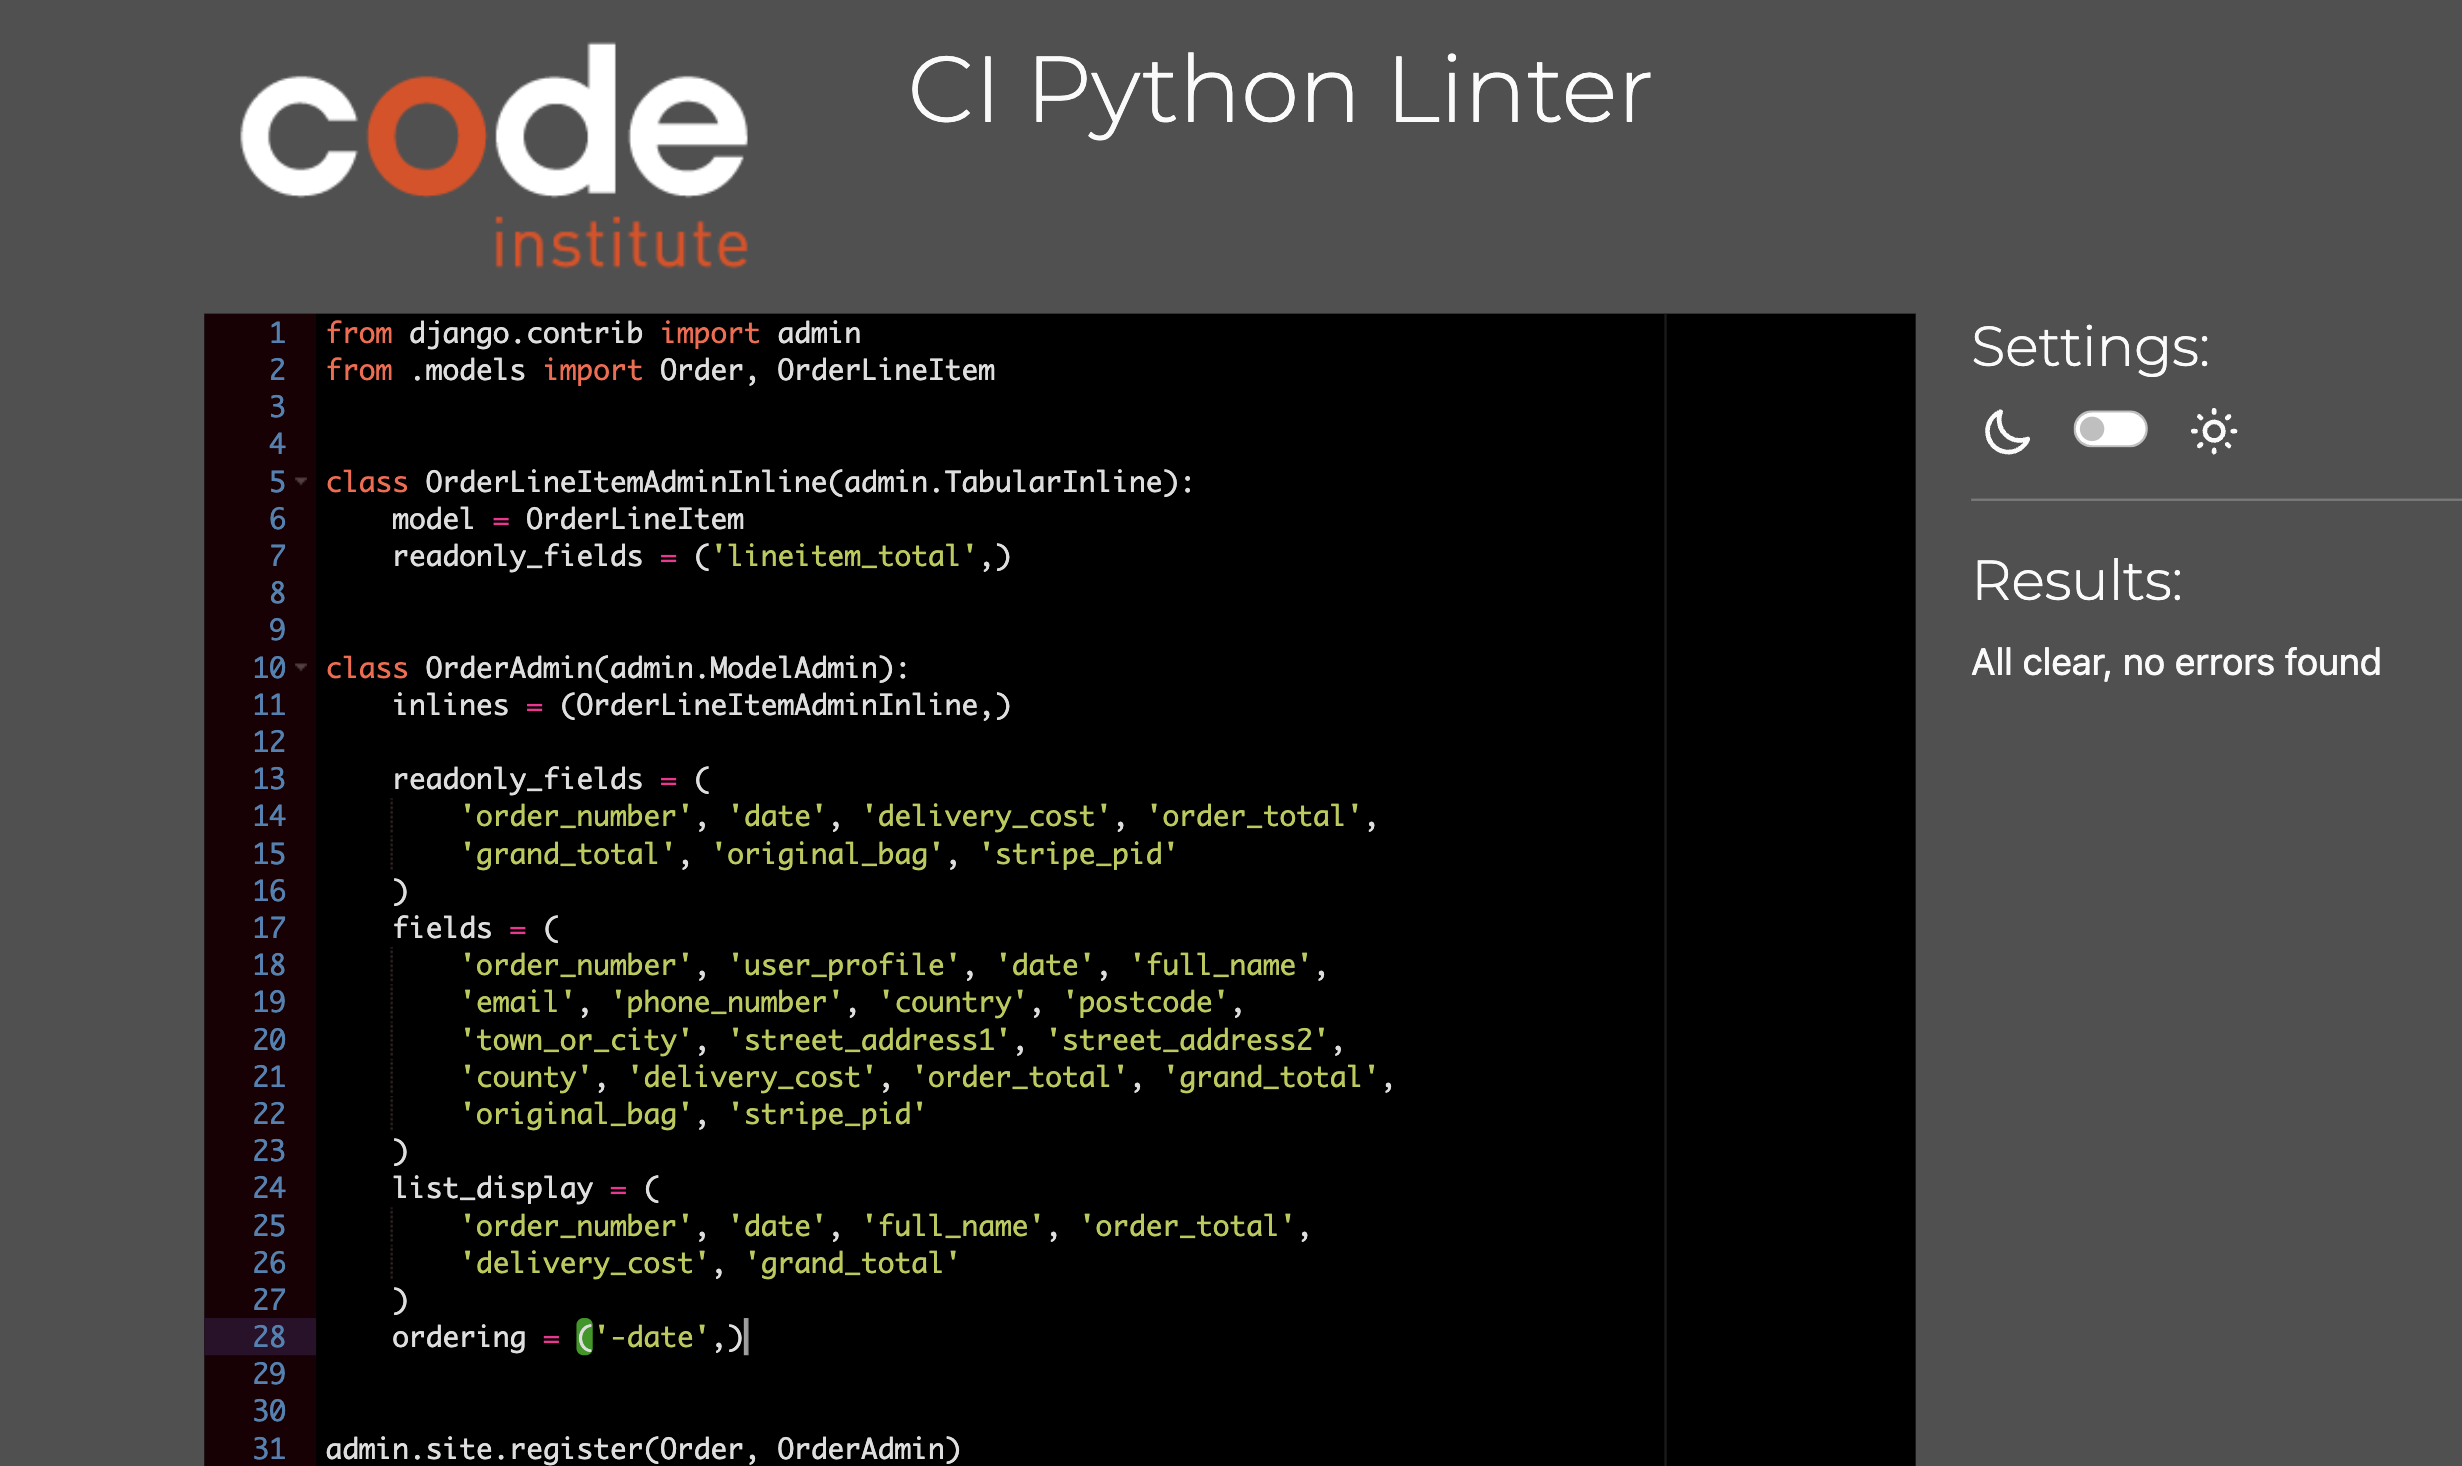 code
institute
CI Python Linter
1 from django.contrib import admin
2 from .models import Order, OrderLineItem
3
4
5 class OrderLineItemAdminInline(admin.TabularInline):
6     model = OrderLineItem
7     readonly_fields = ('lineitem_total',)
8
9
10 class OrderAdmin(admin.ModelAdmin):
11     inlines = (OrderLineItemAdminInline,)
12
13     readonly_fields = (
14         'order_number', 'date', 'delivery_cost', 'order_total',
15         'grand_total', 'original_bag', 'stripe_pid'
16     )
17     fields = (
18         'order_number', 'user_profile', 'date', 'full_name',
19         'email', 'phone_number', 'country', 'postcode',
20         'town_or_city', 'street_address1', 'street_address2',
21         'county', 'delivery_cost', 'order_total', 'grand_total',
22         'original_bag', 'stripe_pid'
23     )
24     list_display = (
25         'order_number', 'date', 'full_name', 'order_total',
26         'delivery_cost', 'grand_total'
27     )
28     ordering = ('-date',)
29
30
31 admin.site.register(Order, OrderAdmin)
Settings:
Results:
All clear, no errors found